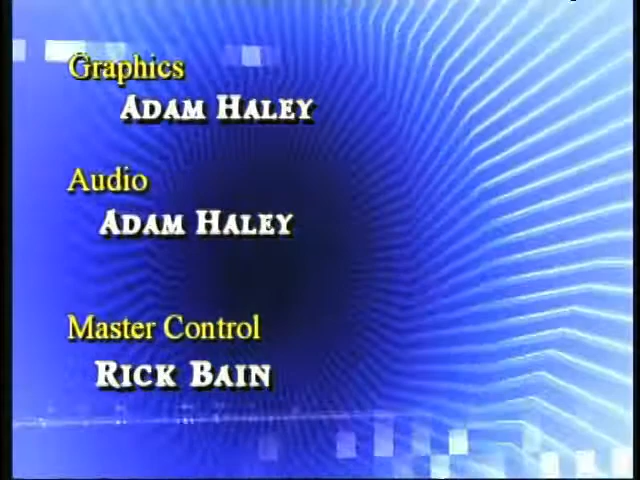 Graphics
ADAM HALEY
Audio
ADAM HALEY
Master Control
RICK BAIN